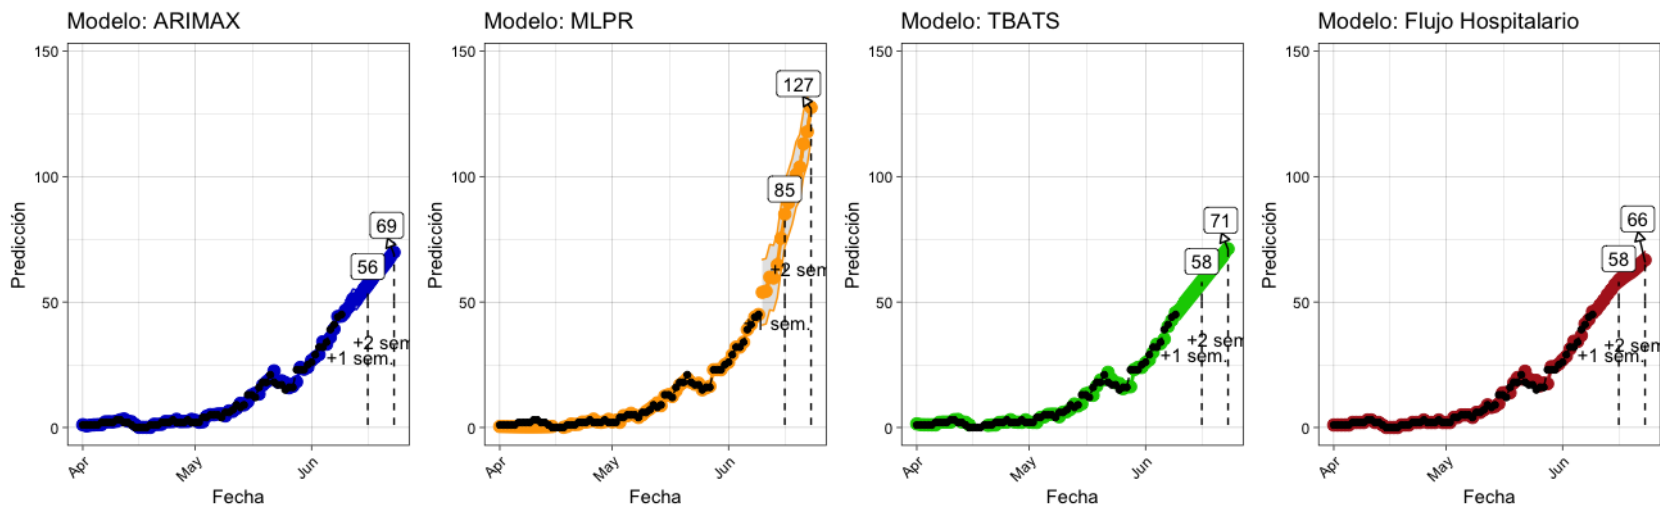 Modelo: ARIMAX
150
100
50
0
Predicción
69
56
+2 sem
+1 sem.
Apr
May
Jun
Fecha
Modelo: MLPR
150
100
50
0
Predicción
127
85
+2 sem
1 sem.
Apr
May
Jun
Fecha
Modelo: TBATS
150
100
50
0
Predicción
71
58
+2 sem
+1 sem.
Apr
May
Jun
Fecha
Modelo: Flujo Hospitalario
150
100
50
0
Predicción
66
58
+2 sem
+1 sem.
Apr
May
Jun
Fecha